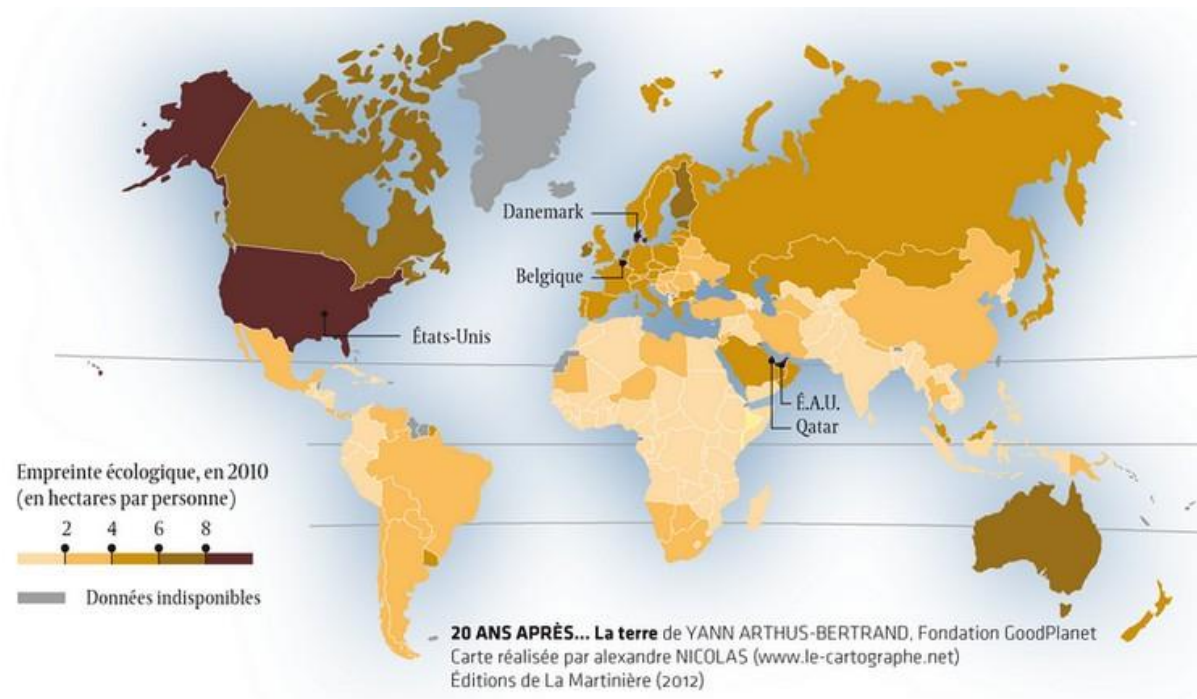 Danemark
Belgique
États-Unis
É.A.U.
Qatar
Empreinte écologique, en 2010
(en hectares par personne)
2 4 6 8
Données indisponibles
20 ANS APRÈS... La terre de YANN ARTHUS-BERTRAND, Fondation GoodPlanet
Carte réalisée par alexandre NICOLAS (www.le-cartographe.net)
Éditions de La Martinière (2012)